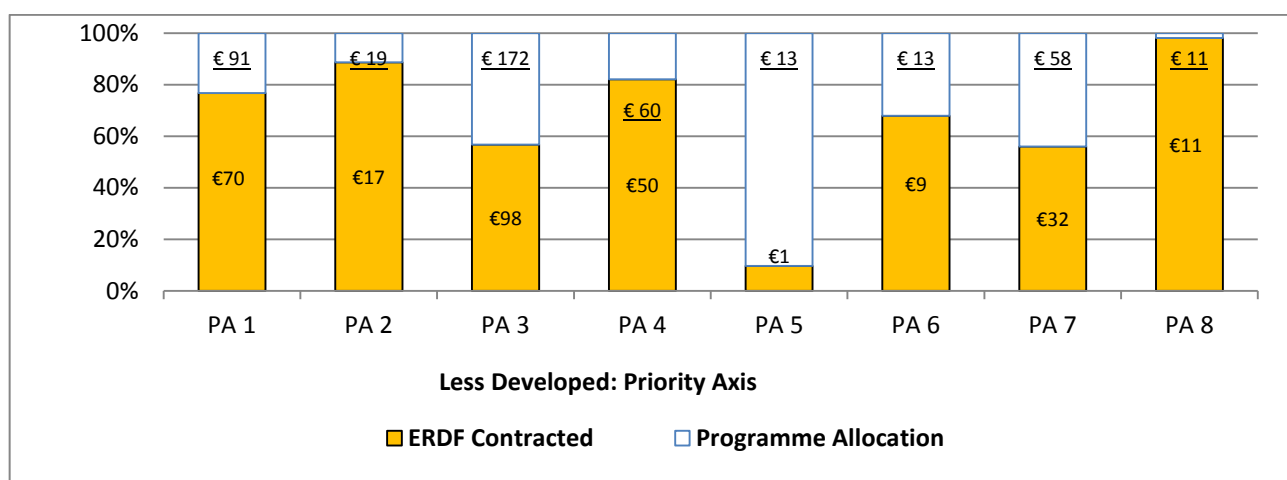 100%
80%
60%
40%
20%
0%
€ 91 € 19 € 172 € 60 € 13 € 13 € 58 € 11
€70 €17 €98 €50 €1 €9 €32 €11
PA 1 PA 2 PA 3 PA 4 PA 5 PA 6 PA 7 PA 8
Less Developed: Priority Axis
ERDF Contracted Programme Allocation